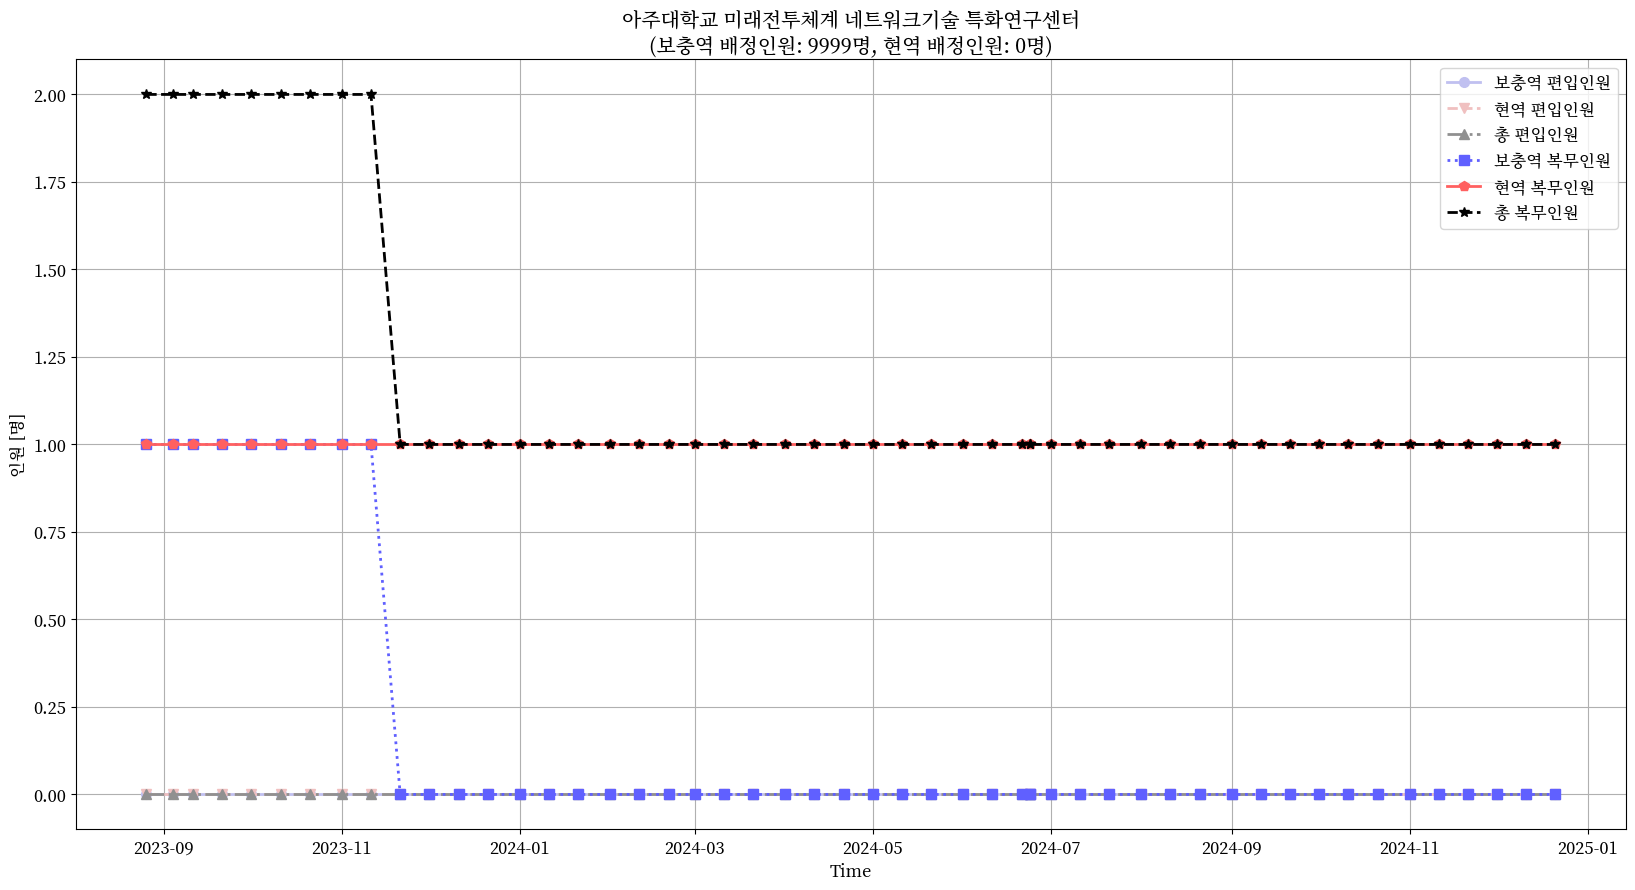 아주대학교 미래전투체계 네트워크기술 특화연구센터
(보충역 배정인원: 9999명, 현역 배정인원: 0명)
보충역 편입인원
현역 편입인원
총 편입인원
보충역 복무인원
현역 복무인원
총 복무인원
인원 [명]
2.00
1.75
1.50
1.25
1.00
0.75
0.50
0.25
0.00
2023-09 2023-11 2024-01 2024-03 2024-05 2024-07 2024-09 2024-11 2025-01
Time